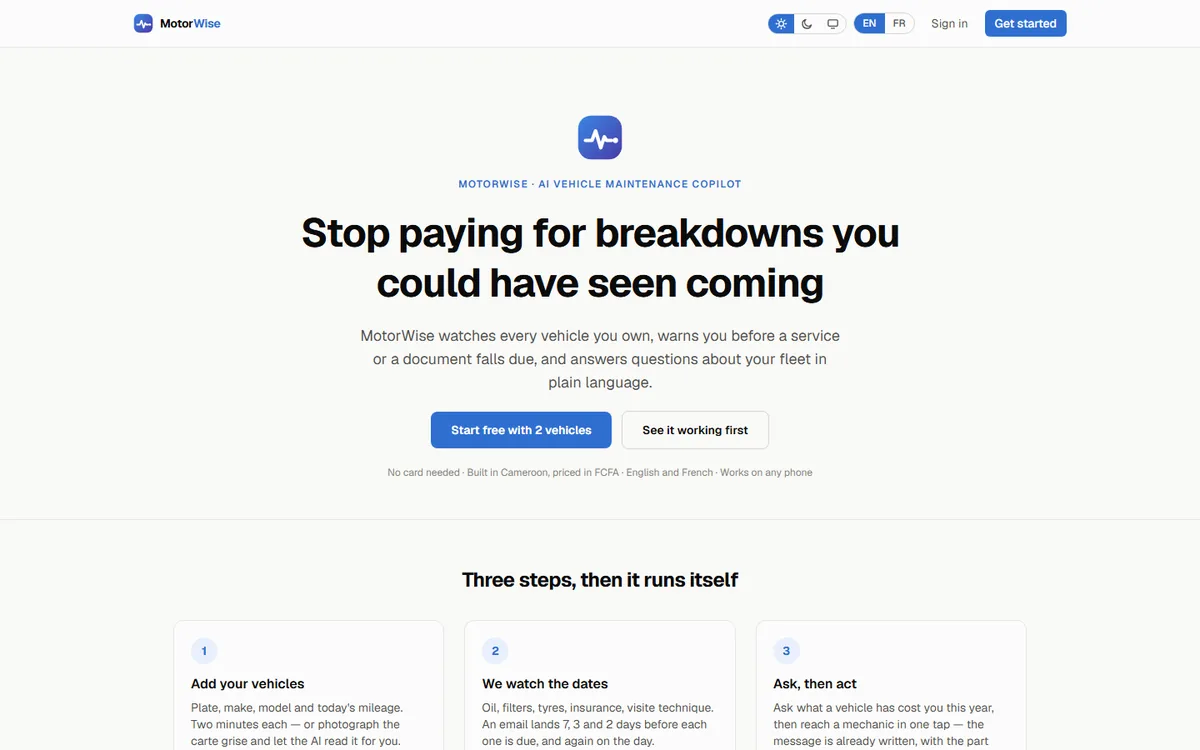 MotorWise
EN FR Sign in Get started
MOTORWISE · AI VEHICLE MAINTENANCE COPILOT
Stop paying for breakdowns you
could have seen coming
MotorWise watches every vehicle you own, warns you before a service
or a document falls due, and answers questions about your fleet in
plain language.
Start free with 2 vehicles
See it working first
No card needed · Built in Cameroon, priced in FCFA · English and French · Works on any phone
Three steps, then it runs itself
1
Add your vehicles
Plate, make, model and today's mileage.
Two minutes each — or photograph the
carte grise and let the AI read it for you.
2
We watch the dates
Oil, filters, tyres, insurance, visite technique.
An email lands 7, 3 and 2 days before each
one is due, and again on the day.
3
Ask, then act
Ask what a vehicle has cost you this year,
then reach a mechanic in one tap — the
message is already written, with the part